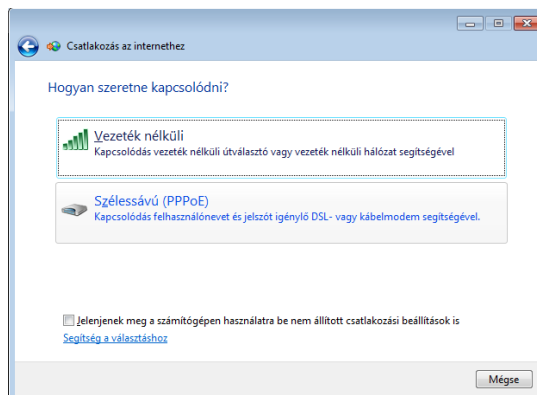 Csatlakozás az internethez
Hogyan szeretne kapcsolódni?
Vezeték nélküli
Kapcsolódás vezeték nélküli útválasztó vagy vezeték nélküli hálózat segítségével
Szélessávú (PPPoE)
Kapcsolódás felhasználónevet és jelszót igénylő DSL- vagy kábelmodem segítségével.
Jelenjenek meg a számítógépen használatra be nem állított csatlakozási beállítások is
Segítség a választáshoz
Mégse